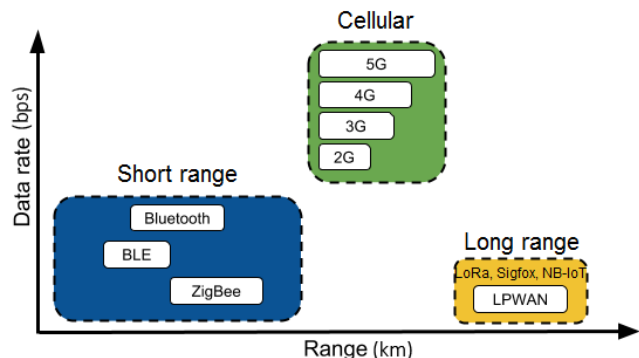 Cellular
5G
4G
3G
2G
Short range
Bluetooth
BLE
ZigBee
Long range
LoRa, Sigfox, NB-IoT
LPWAN
Data rate (bps)
Range (km)